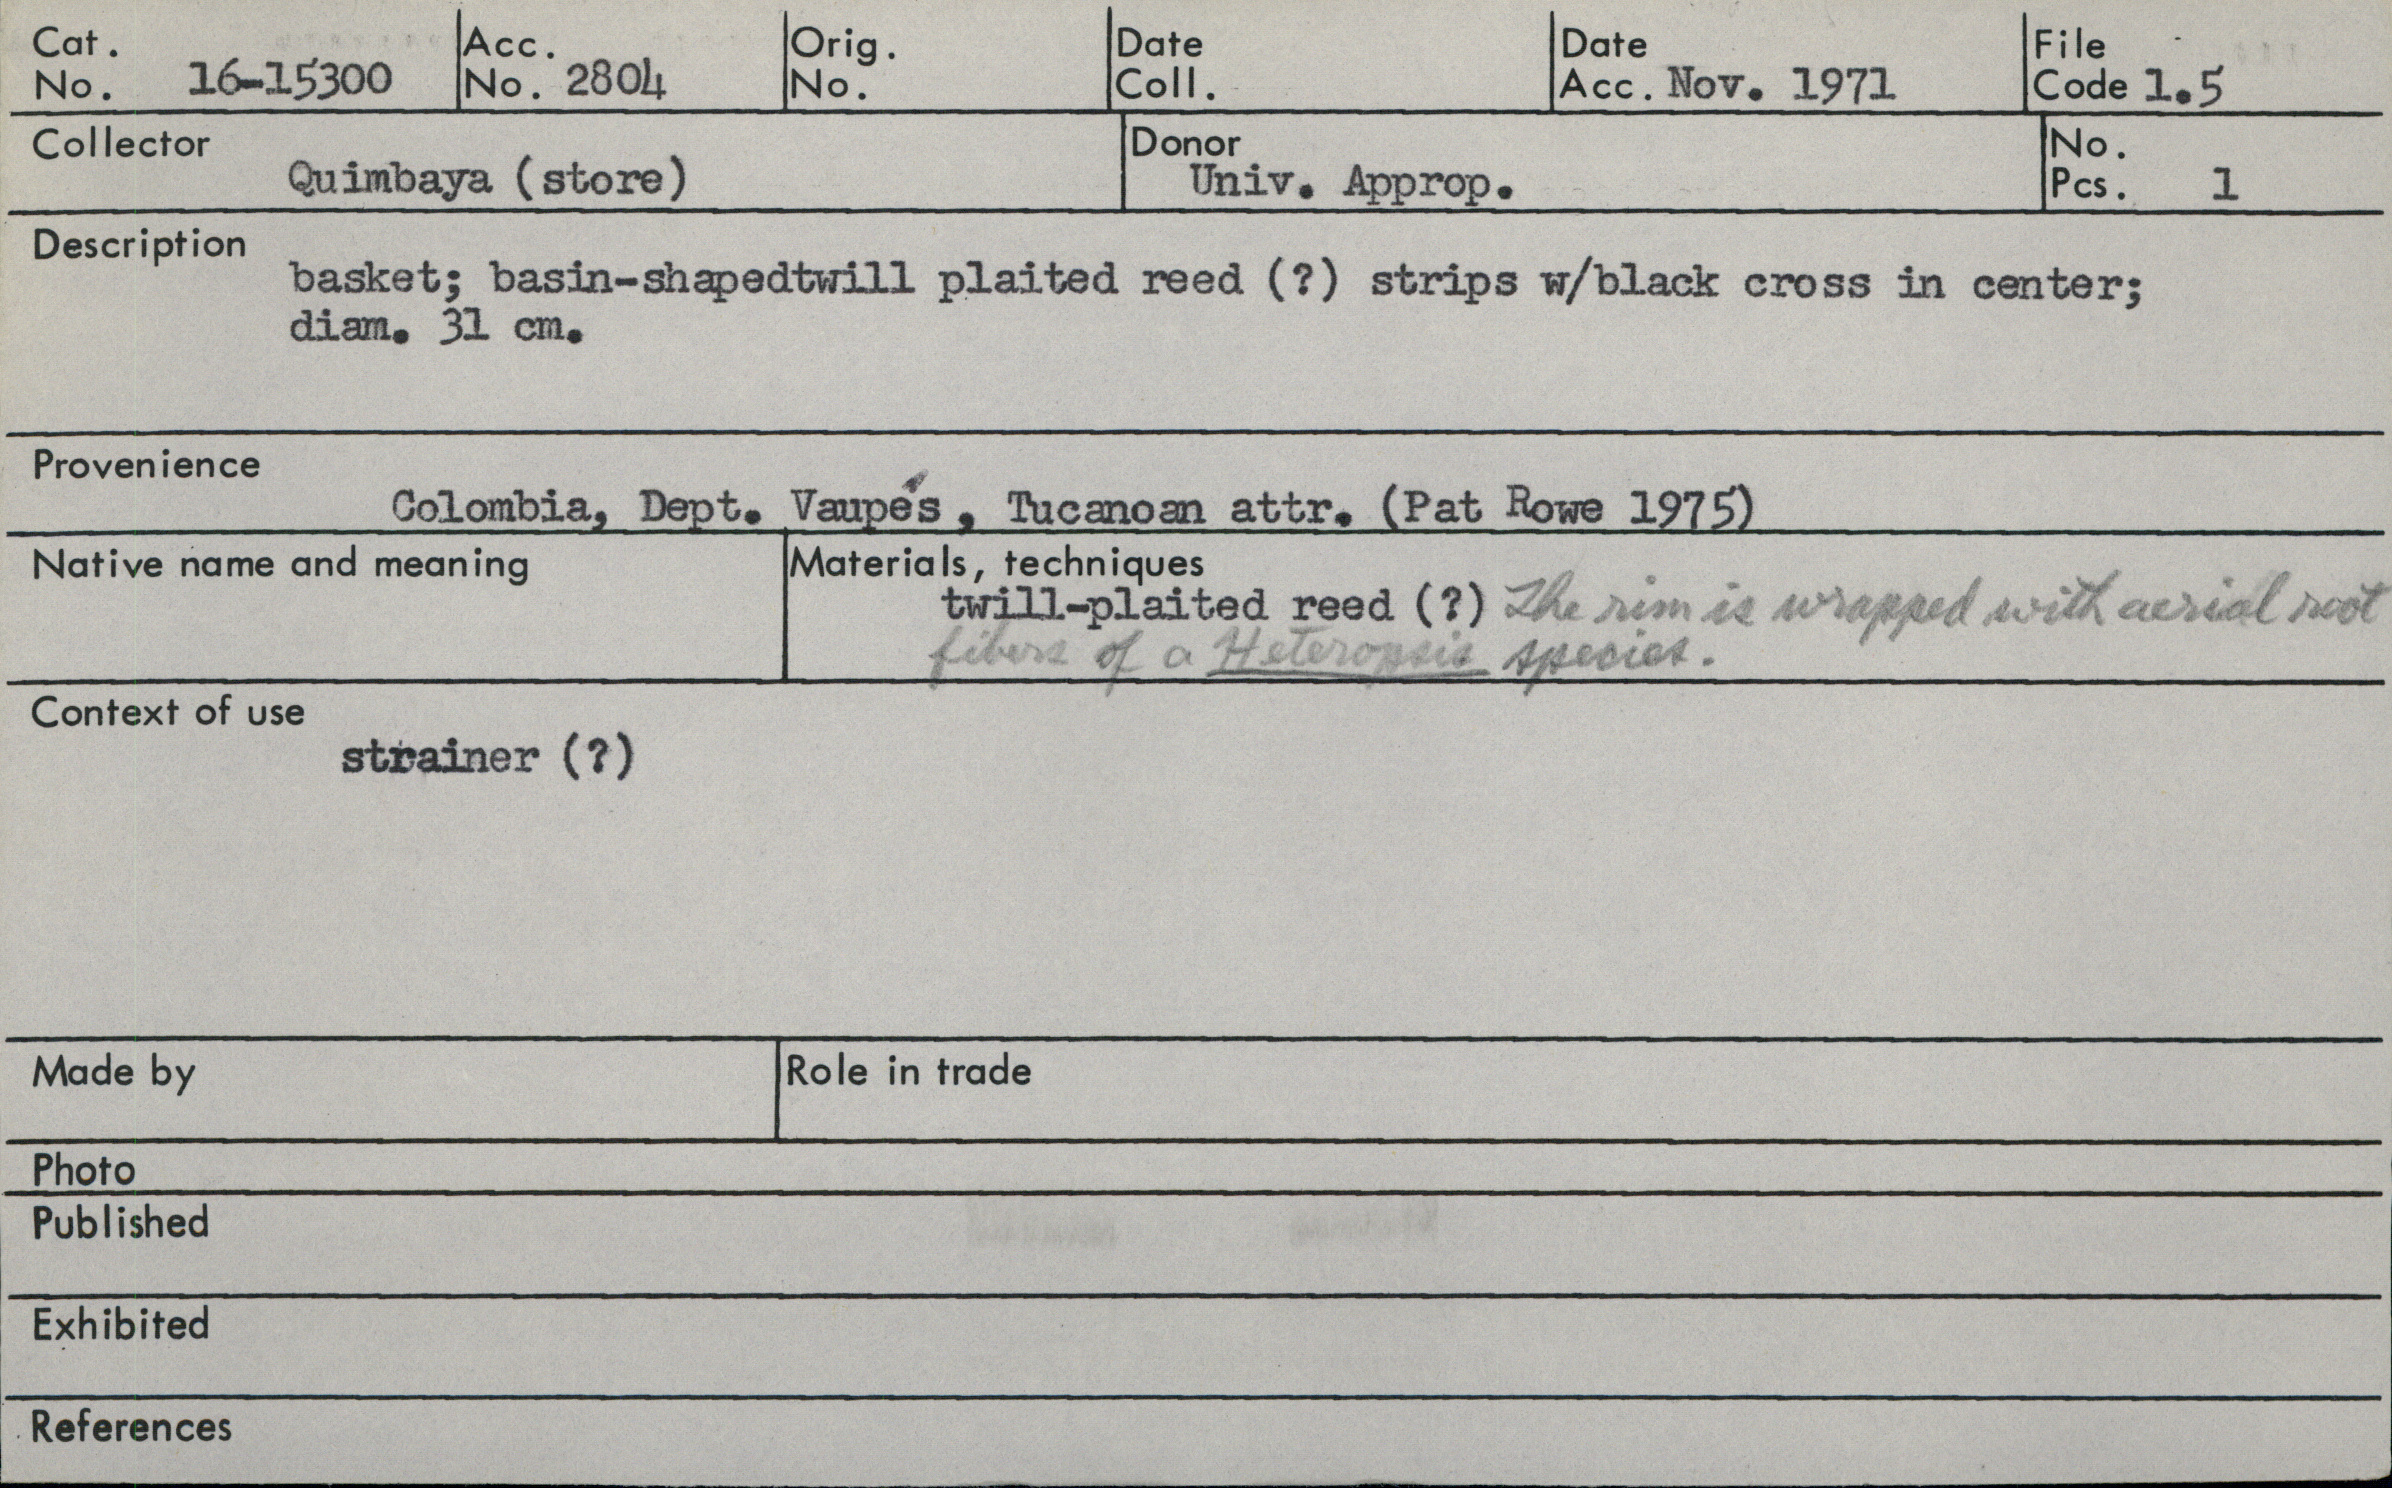 Cat. No. 16-15300 Acc. No. 2804 Orig. No. Date Coll. Date Acc. Nov. 1971 File Code 1.5
Collector Quimbaya (store) Donor Univ. Approp. No. Pcs. 1
Description
basket; basin-shapedtwill plaited reed (?) strips w/black cross in center;
diam. 31 cm.
Provenience
Colombia, Dept. Vaupés, Tucanoan attr. (Pat Rowe 1975)
Native name and meaning
Materials, techniques
twill-plaited reed (?) The rim is wrapped with aerial root
fibers of a Heteropsis species.
Context of use
strainer (?)
Made by
Role in trade
Photo
Published
Exhibited
References